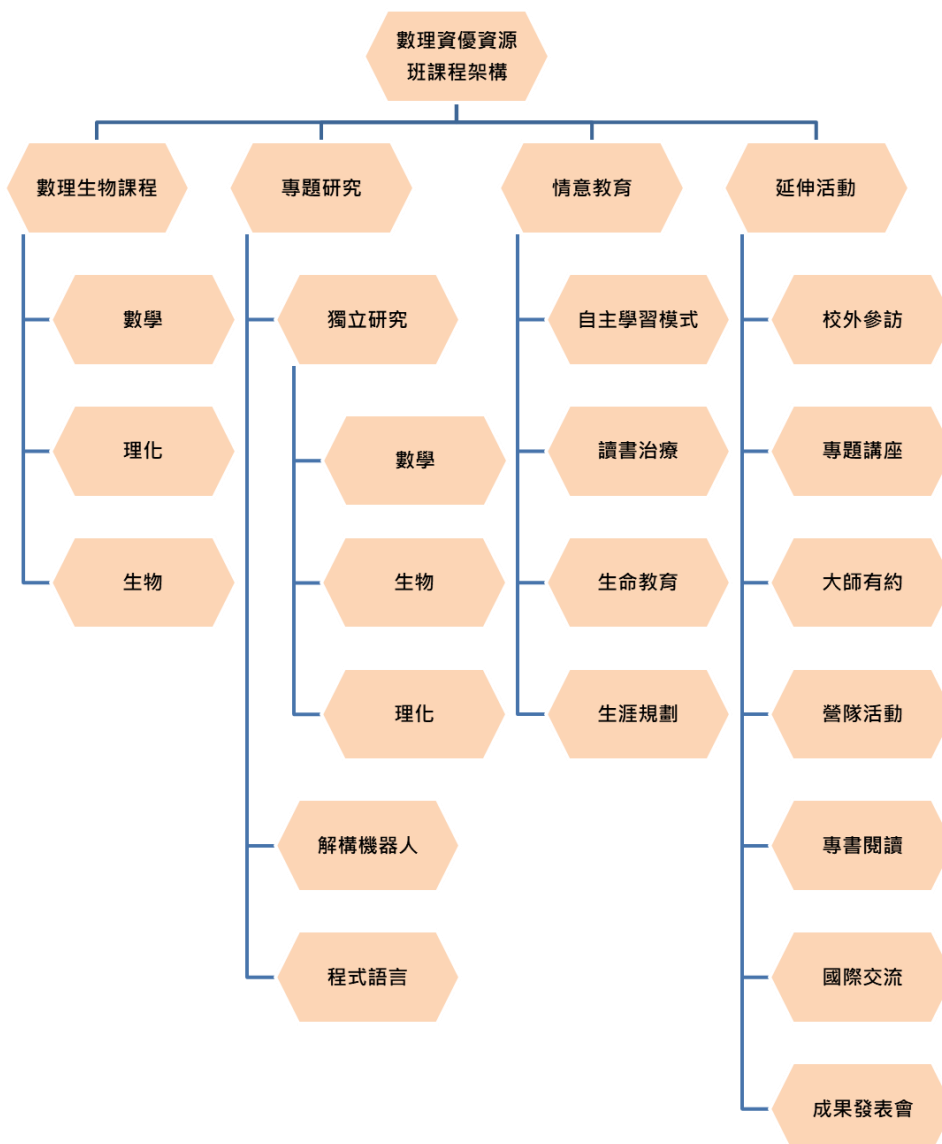 數理資優資源
班課程架構
數理生物課程
專題研究
情意教育
延伸活動
數學
獨立研究
自主學習模式
校外參訪
理化
數學
讀書治療
專題講座
生物
生物
生命教育
大師有約
理化
生涯規劃
營隊活動
解構機器人
專書閱讀
程式語言
國際交流
成果發表會